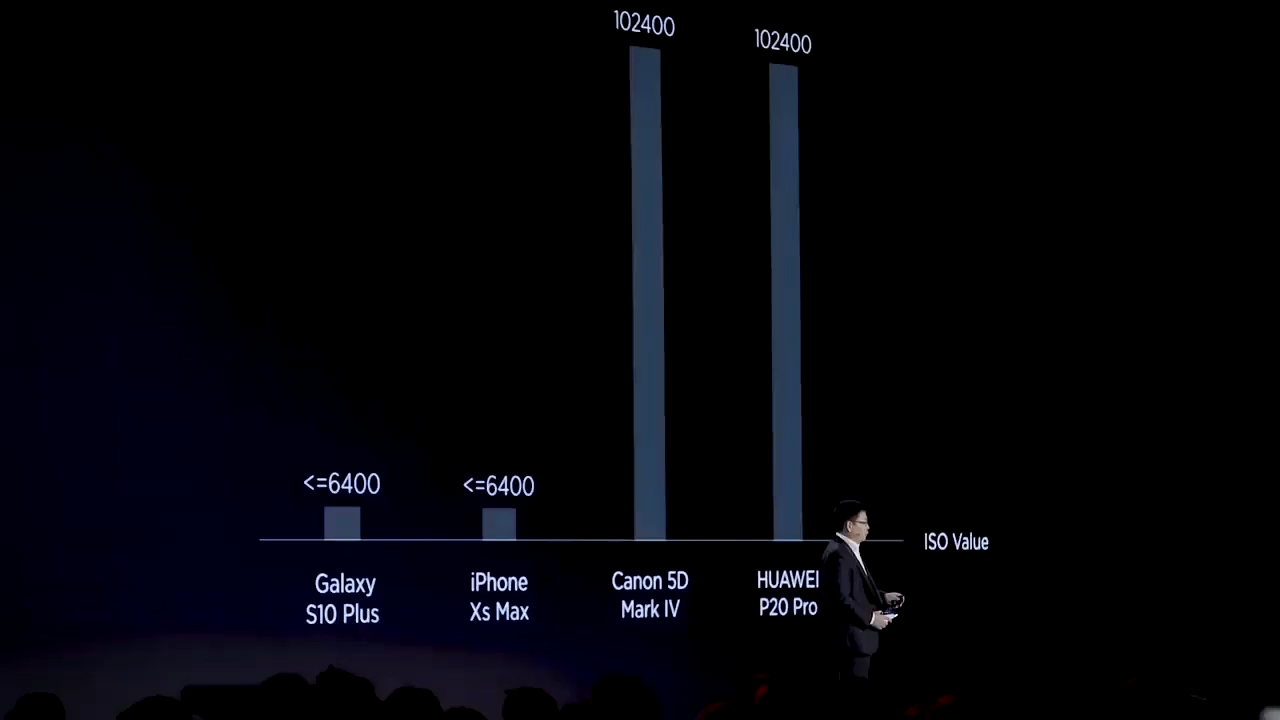 102400
102400
<=6400
<=6400
ISO Value
Galaxy
S10 Plus
iPhone
Xs Max
Canon 5D
Mark IV
HUAWEI
P20 Pro